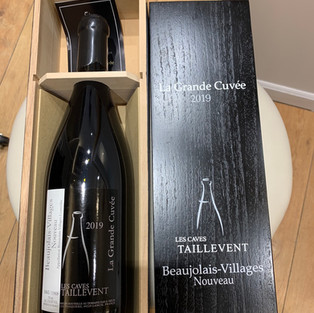 Beaujolais-Villages
Nouveau
2019
La Grande Cuvée
LES CAVES
TAILLEVENT
La Grande Cuvée
2019
LES CAVES
TAILLEVENT
Beaujolais-Villages
Nouveau